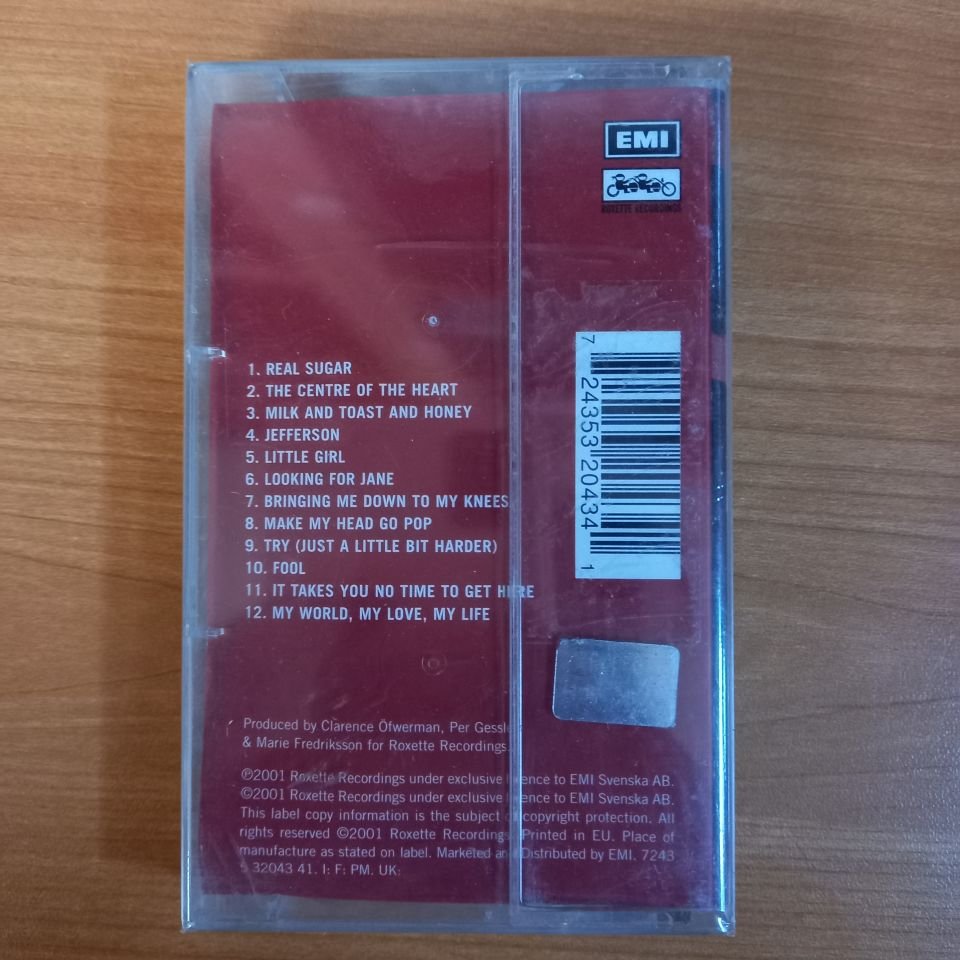 EMI
ROXETTE RECORDINGS
1. REAL SUGAR
2. THE CENTRE OF THE HEART
3. MILK AND TOAST AND HONEY
4. JEFFERSON
5. LITTLE GIRL
6. LOOKING FOR JANE
7. BRINGING ME DOWN TO MY KNEES
8. MAKE MY HEAD GO POP
9. TRY (JUST A LITTLE BIT HARDER)
10. FOOL
11. IT TAKES YOU NO TIME TO GET HERE
12. MY WORLD, MY LOVE, MY LIFE
7 24353 20434 1
Produced by Clarence Öfwerman, Per Gessle
& Marie Fredriksson for Roxette Recordings.
℗2001 Roxette Recordings under exclusive licence to EMI Svenska AB.
©2001 Roxette Recordings under exclusive licence to EMI Svenska AB.
This label copy information is the subject of copyright protection. All
rights reserved ©2001 Roxette Recordings. Printed in EU. Place of
manufacture as stated on label. Marketed and Distributed by EMI. 7243
5 32043 41. I: F: PM. UK: